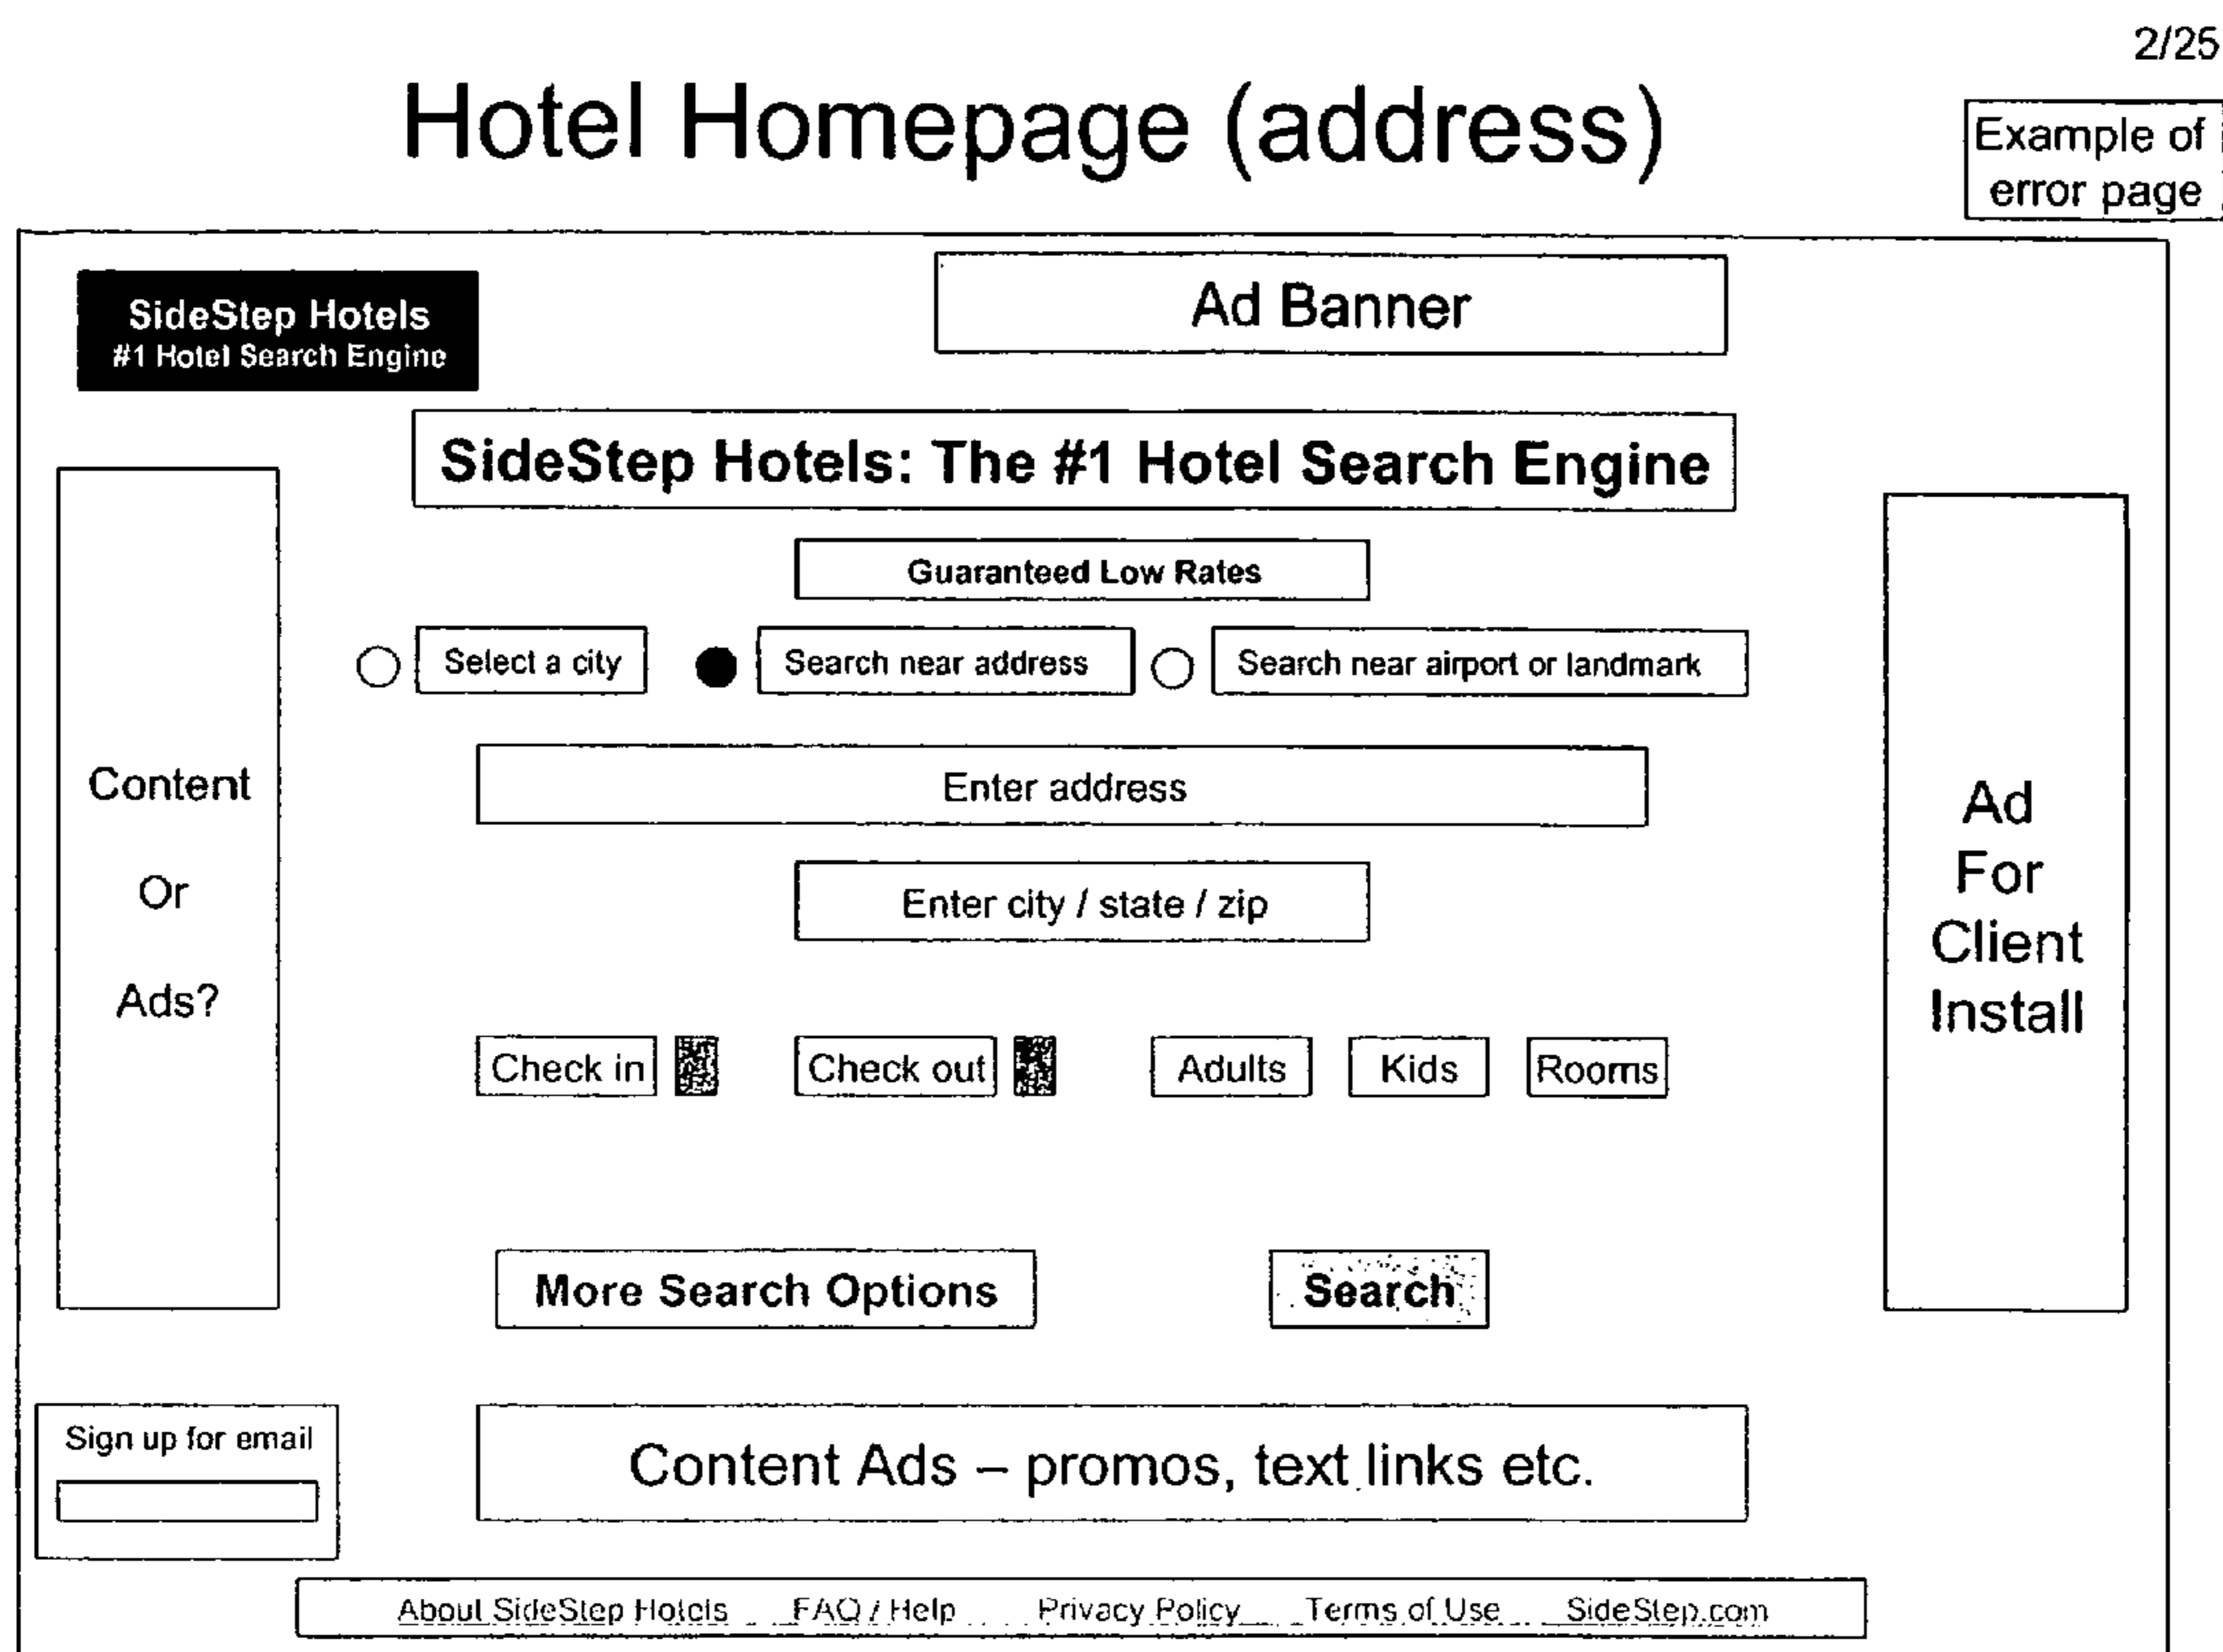 2/25
Hotel Homepage (address)
Example of
error page
SideStep Hotels
#1 Hotel Search Engine
Ad Banner
SideStep Hotels: The #1 Hotel Search Engine
Guaranteed Low Rates
Select a city
Search near address
Search near airport or landmark
Content
Or
Ads?
Enter address
Enter city / state / zip
Ad
For
Client
Install
Check in
Check out
Adults
Kids
Rooms
More Search Options
Search
Sign up for email
Content Ads – promos, text links etc.
About SideStep Hotels FAQ / Help Privacy Policy Terms of Use SideStep.com